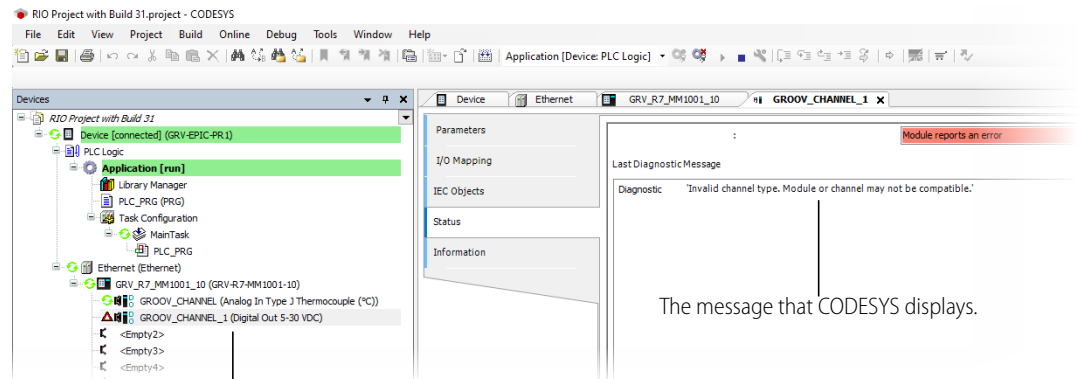 RIO Project with Build 31.project - CODESYS
File Edit View Project Build Online Debug Tools Window Help
Application [Device: PLC Logic]
Devices
RIO Project with Build 31
Device [connected] (GRV-EPIC-PR1)
PLC Logic
Application [run]
Library Manager
PLC_PRG (PRG)
Task Configuration
MainTask
PLC_PRG
Ethernet (Ethernet)
GRV_R7_MM1001_10 (GRV-R7-MM1001-10)
GROOV_CHANNEL (Analog In Type J Thermocouple (°C))
GROOV_CHANNEL_1 (Digital Out 5-30 VDC)
<Empty2>
<Empty3>
<Empty4>
Device Ethernet GRV_R7_MM1001_10 GROOV_CHANNEL_1
Parameters
I/O Mapping
IEC Objects
Status
Information
: Module reports an error
Last Diagnostic Message
Diagnostic 'Invalid channel type. Module or channel may not be compatible.'
The message that CODESYS displays.